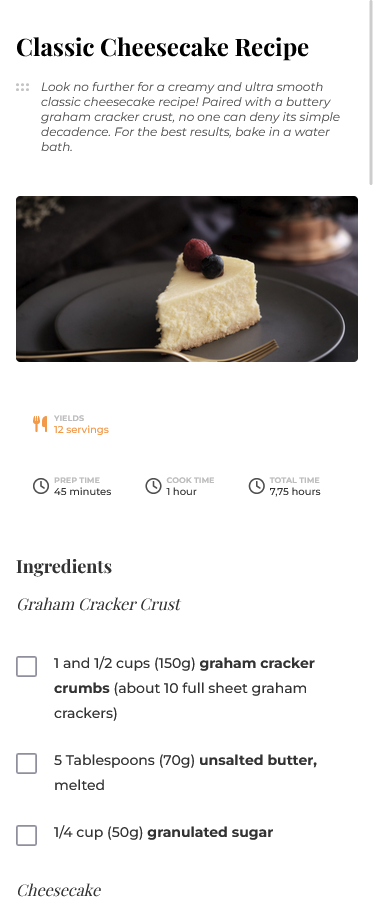 Classic Cheesecake Recipe
Look no further for a creamy and ultra smooth
classic cheesecake recipe! Paired with a buttery
graham cracker crust, no one can deny its simple
decadence. For the best results, bake in a water
bath.
YIELDS
12 servings
PREP TIME
45 minutes
COOK TIME
1 hour
TOTAL TIME
7,75 hours
Ingredients
Graham Cracker Crust
1 and 1/2 cups (150g) graham cracker
crumbs (about 10 full sheet graham
crackers)
5 Tablespoons (70g) unsalted butter,
melted
1/4 cup (50g) granulated sugar
Cheesecake